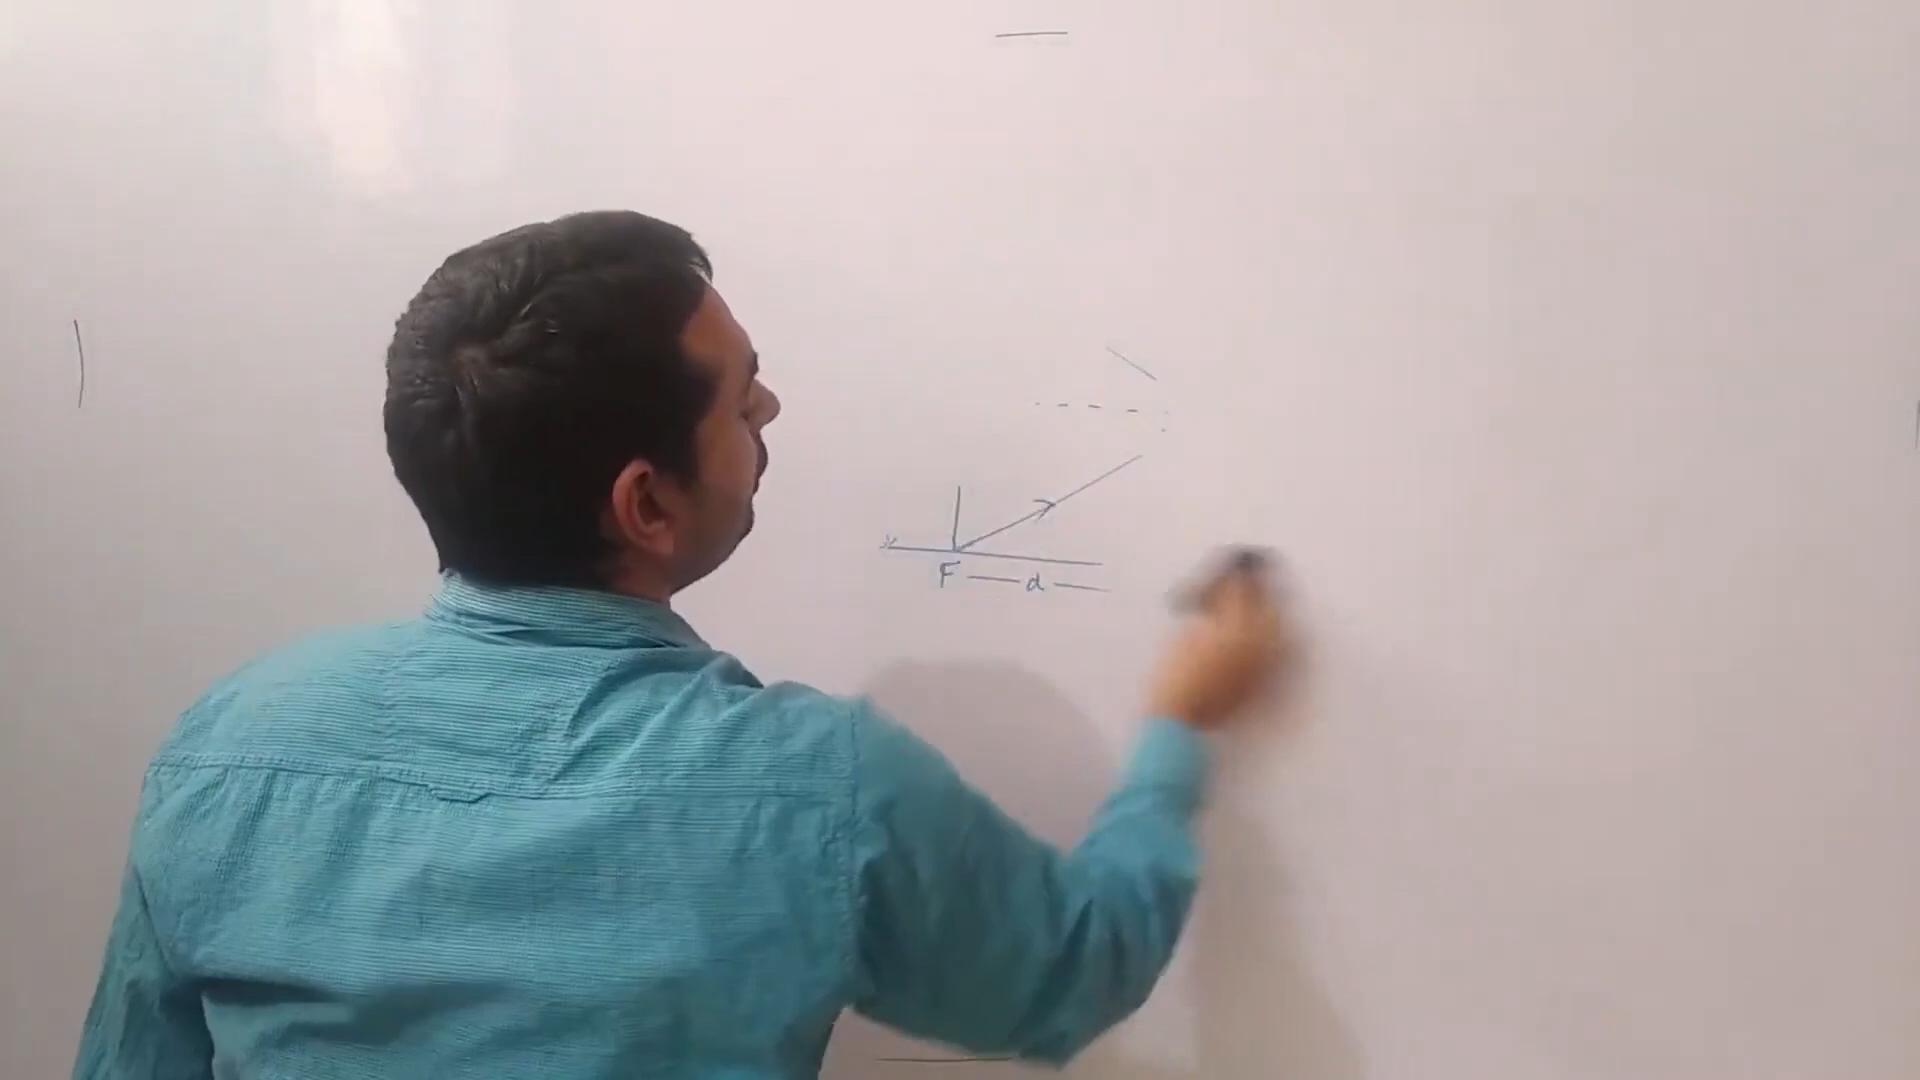 F — d —